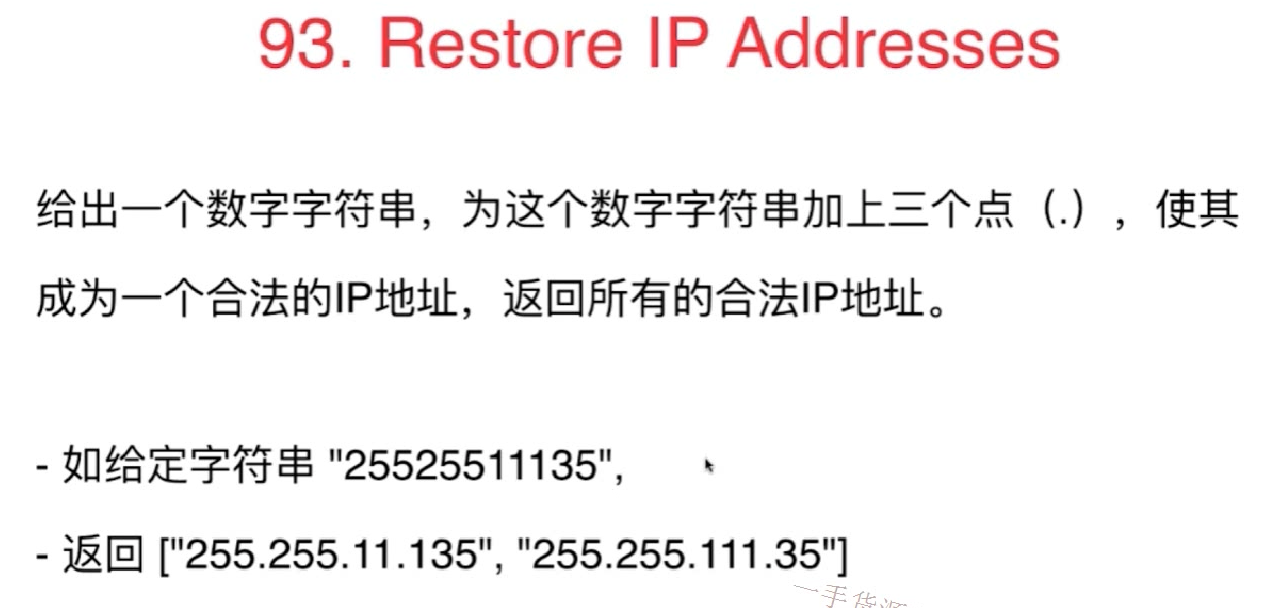 93. Restore IP Addresses
给出一个数字字符串，为这个数字字符串加上三个点（.），使其
成为一个合法的IP地址，返回所有的合法IP地址。
- 如给定字符串 "25525511135",
- 返回 ["255.255.11.135", "255.255.111.35"]
一手货源